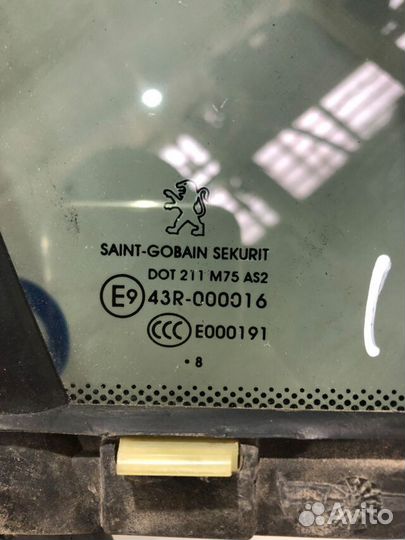 SAINT-GOBAIN SEKURIT
DOT 211 M75 AS2
E9 43R-000016
CCC E000191
· 8
Avito